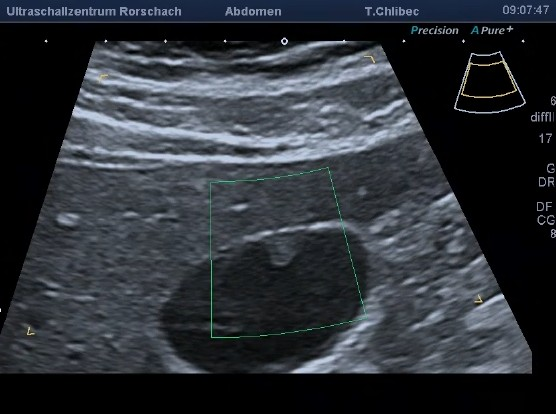 Ultraschallzentrum Rorschach Abdomen T.Chlibec 09:07:47
Precision A Pure+
6
diffl
17
G
DR
DF
CG
8